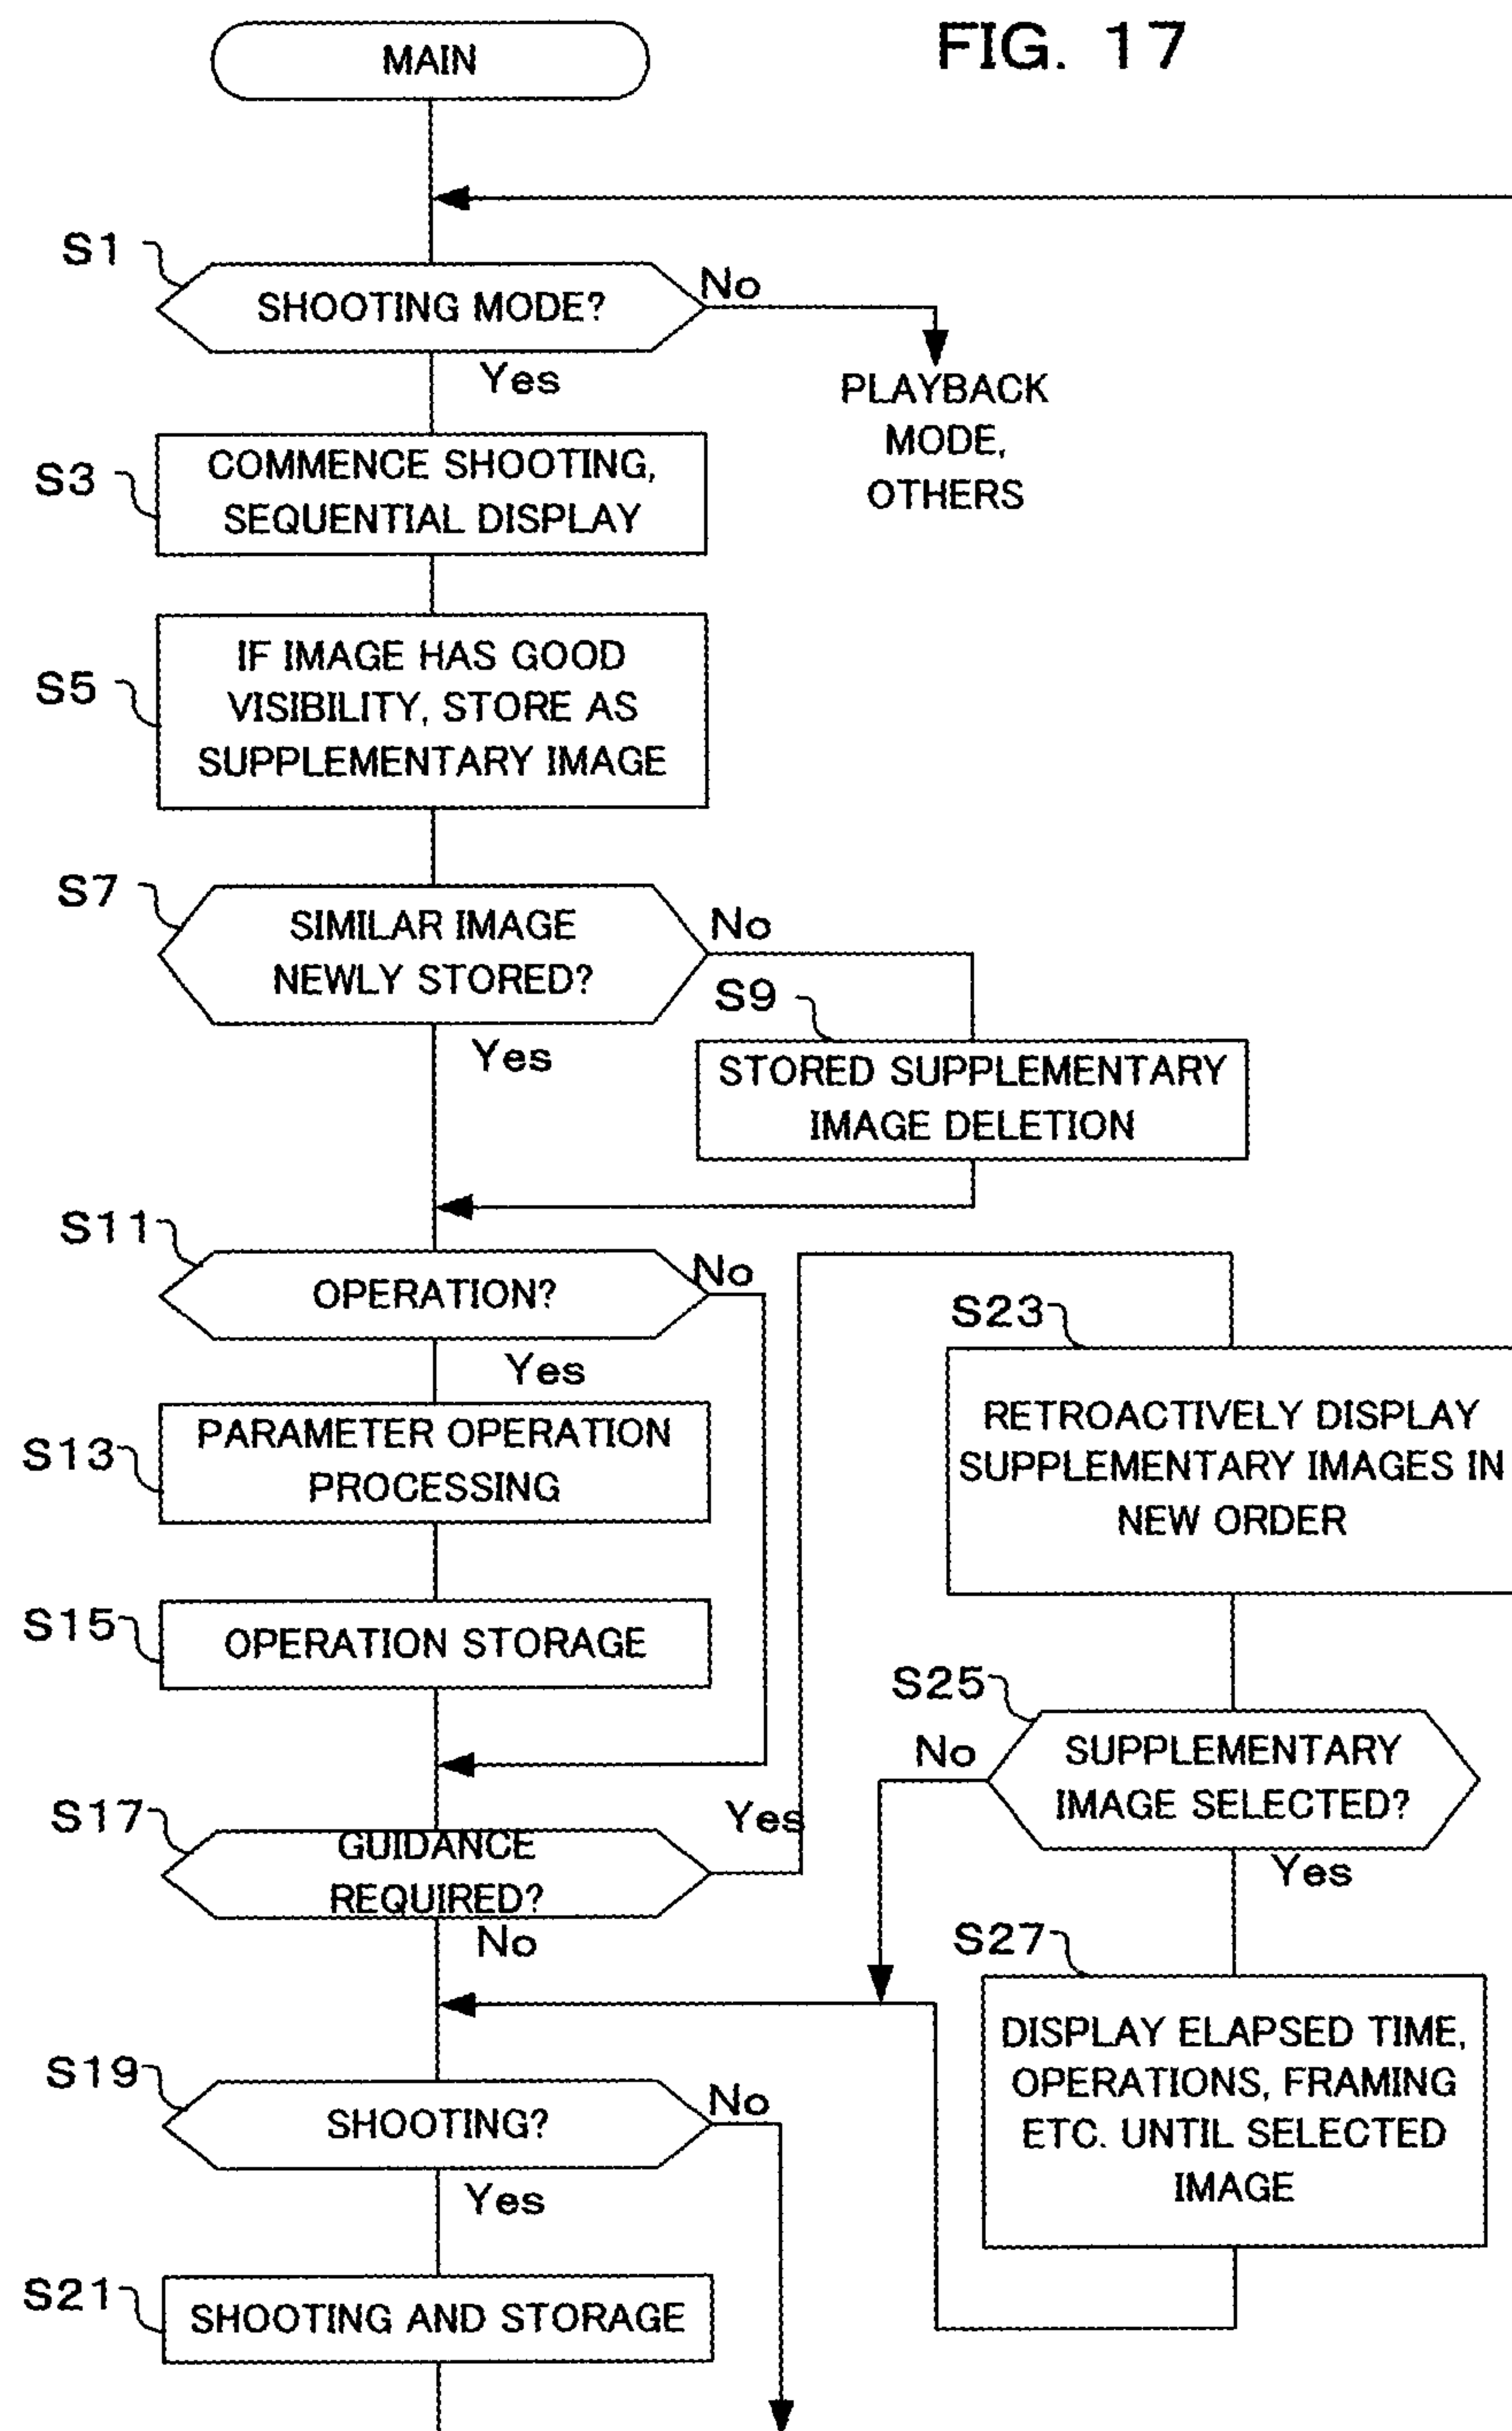 FIG. 17
MAIN
S1
SHOOTING MODE?
No
Yes
PLAYBACK
MODE,
OTHERS
S3
COMMENCE SHOOTING,
SEQUENTIAL DISPLAY
S5
IF IMAGE HAS GOOD
VISIBILITY, STORE AS
SUPPLEMENTARY IMAGE
S7
SIMILAR IMAGE
NEWLY STORED?
No
Yes
S9
STORED SUPPLEMENTARY
IMAGE DELETION
S11
OPERATION?
No
Yes
S13
PARAMETER OPERATION
PROCESSING
S15
OPERATION STORAGE
S17
GUIDANCE
REQUIRED?
Yes
No
S19
SHOOTING?
No
Yes
S21
SHOOTING AND STORAGE
S23
RETROACTIVELY DISPLAY
SUPPLEMENTARY IMAGES IN
NEW ORDER
S25
SUPPLEMENTARY
IMAGE SELECTED?
No
Yes
S27
DISPLAY ELAPSED TIME,
OPERATIONS, FRAMING
ETC. UNTIL SELECTED
IMAGE